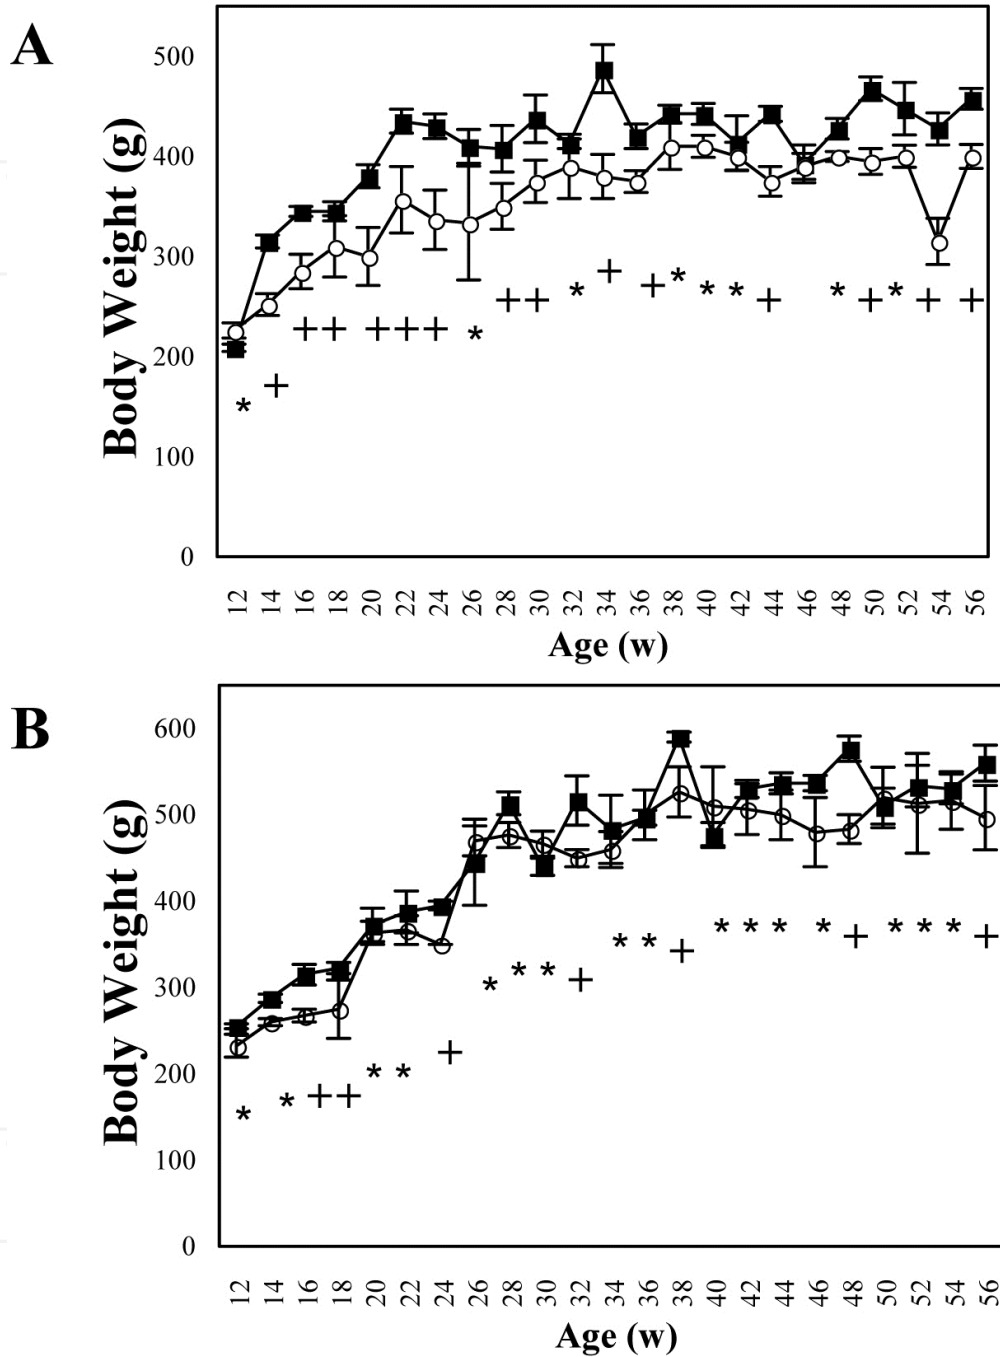 A
Body Weight (g)
500
400
300
200
100
0
* + + + + + + * + + * + + * * * + * + * + +
12 14 16 18 20 22 24 26 28 30 32 34 36 38 40 42 44 46 48 50 52 54 56
Age (w)
B
Body Weight (g)
600
500
400
300
200
100
0
* * + + * * + * * * + * * + * * * * + * * * +
12 14 16 18 20 22 24 26 28 30 32 34 36 38 40 42 44 46 48 50 52 54 56
Age (w)